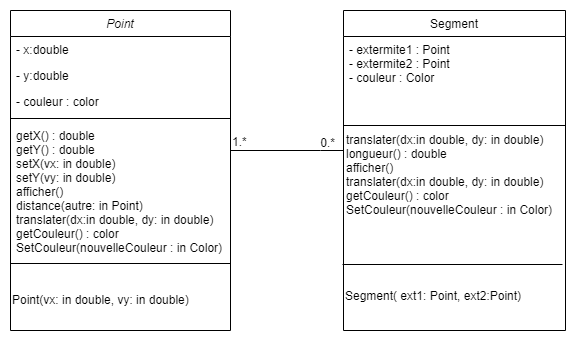 Point
- x:double
- y:double
- couleur : color
getX() : double
getY() : double
setX(vx: in double)
setY(vy: in double)
afficher()
distance(autre: in Point)
translater(dx:in double, dy: in double)
getCouleur() : color
SetCouleur(nouvelleCouleur : in Color)
Point(vx: in double, vy: in double)
1.*
0.*
Segment
- extermite1 : Point
- extermite2 : Point
- couleur : Color
translater(dx:in double, dy: in double)
longueur() : double
afficher()
translater(dx:in double, dy: in double)
getCouleur() : color
SetCouleur(nouvelleCouleur : in Color)
Segment( ext1: Point, ext2:Point)